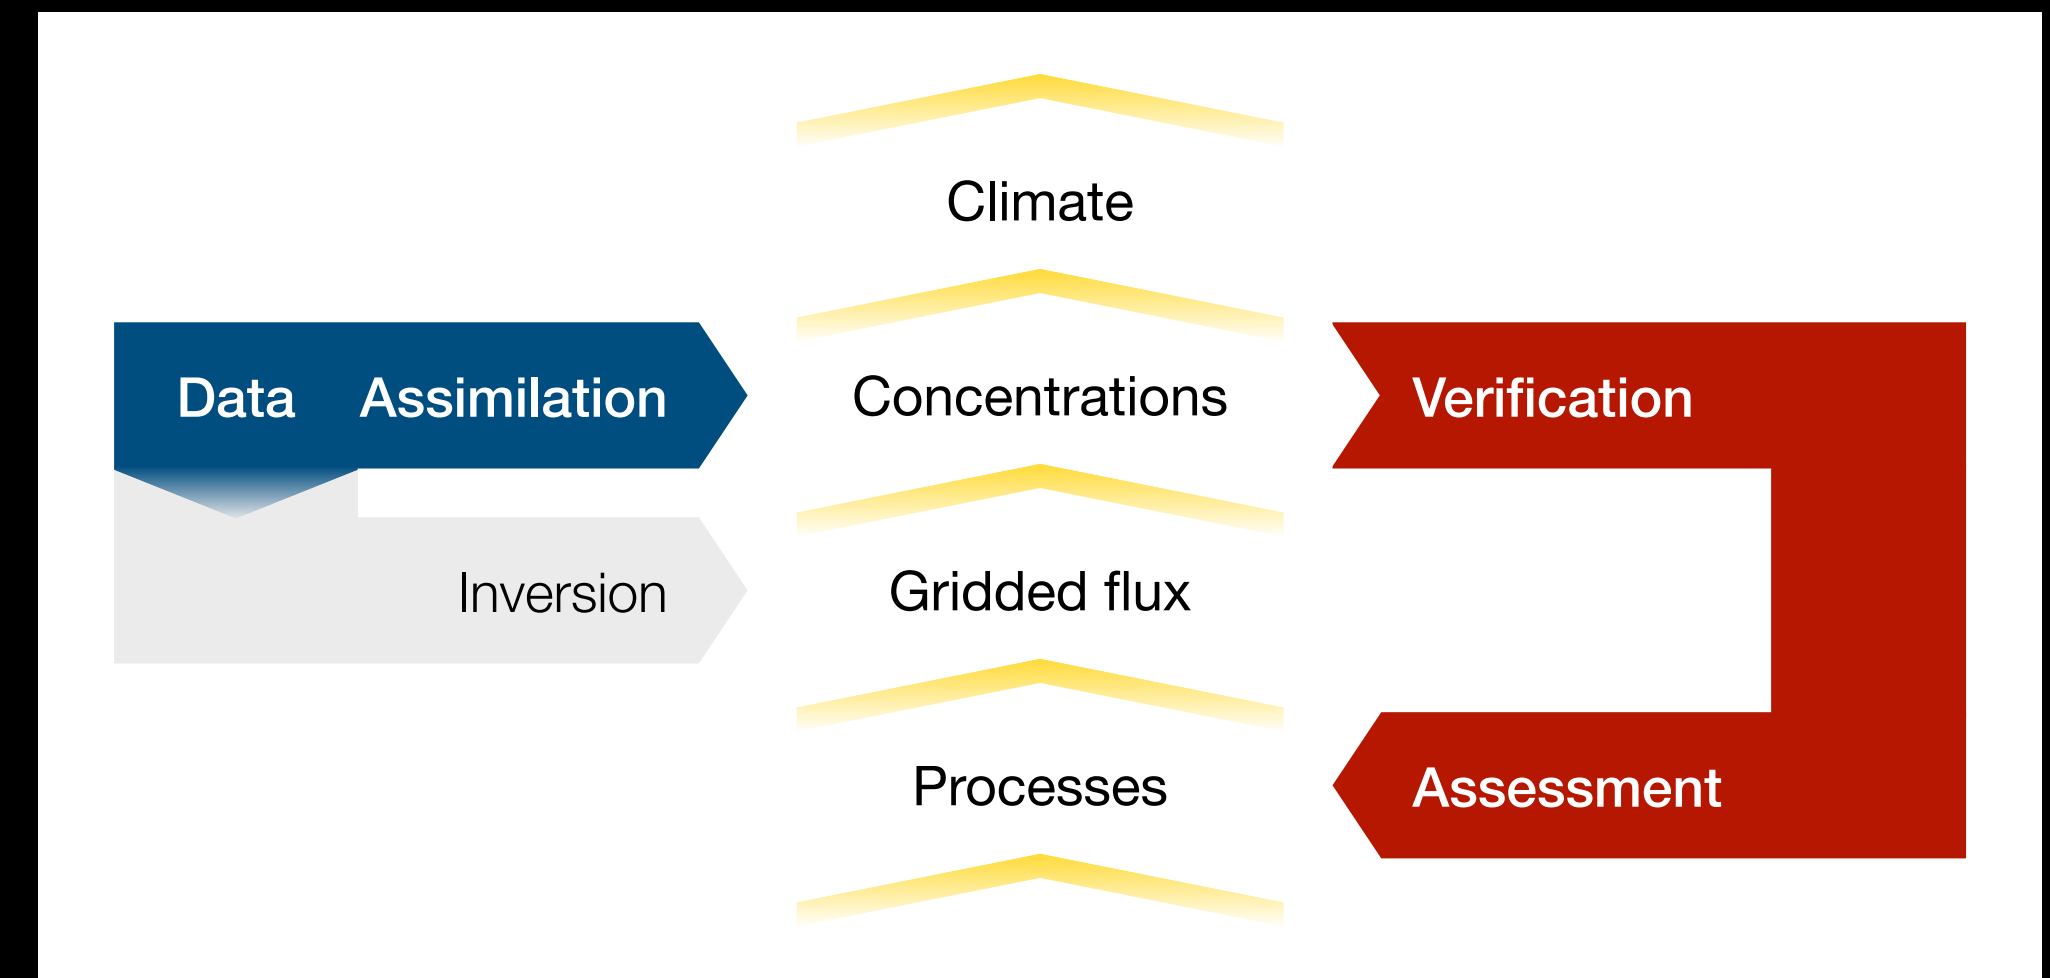 Climate
Data Assimilation
Concentrations
Verification
Inversion
Gridded flux
Processes
Assessment